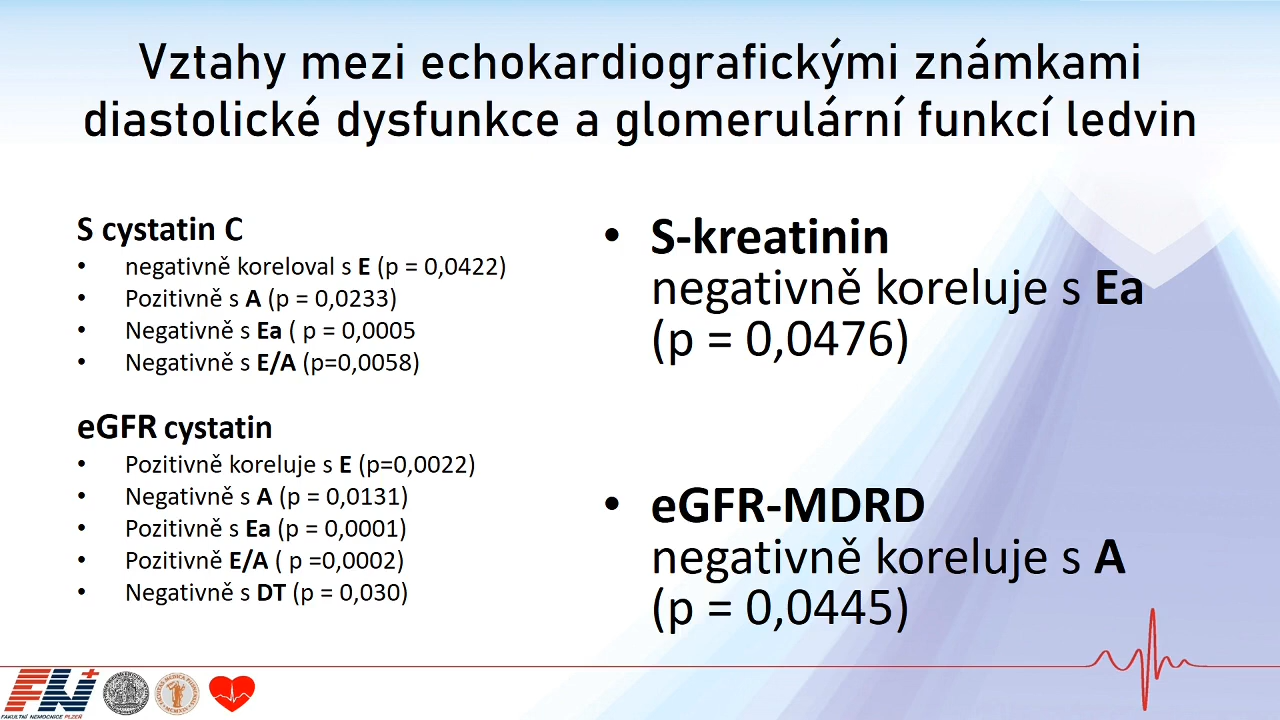 Vztahy mezi echokardiografickými známkami
diastolické dysfunkce a glomerulární funkcí ledvin
S cystatin C
• negativně koreloval s E (p = 0,0422)
• Pozitivně s A (p = 0,0233)
• Negativně s Ea ( p = 0,0005
• Negativně s E/A (p=0,0058)
eGFR cystatin
• Pozitivně koreluje s E (p=0,0022)
• Negativně s A (p = 0,0131)
• Pozitivně s Ea (p = 0,0001)
• Pozitivně E/A ( p =0,0002)
• Negativně s DT (p = 0,030)
• S-kreatinin
negativně koreluje s Ea
(p = 0,0476)
• eGFR-MDRD
negativně koreluje s A
(p = 0,0445)
FN
FAKULTNÍ NEMOCNICE PLZEŇ